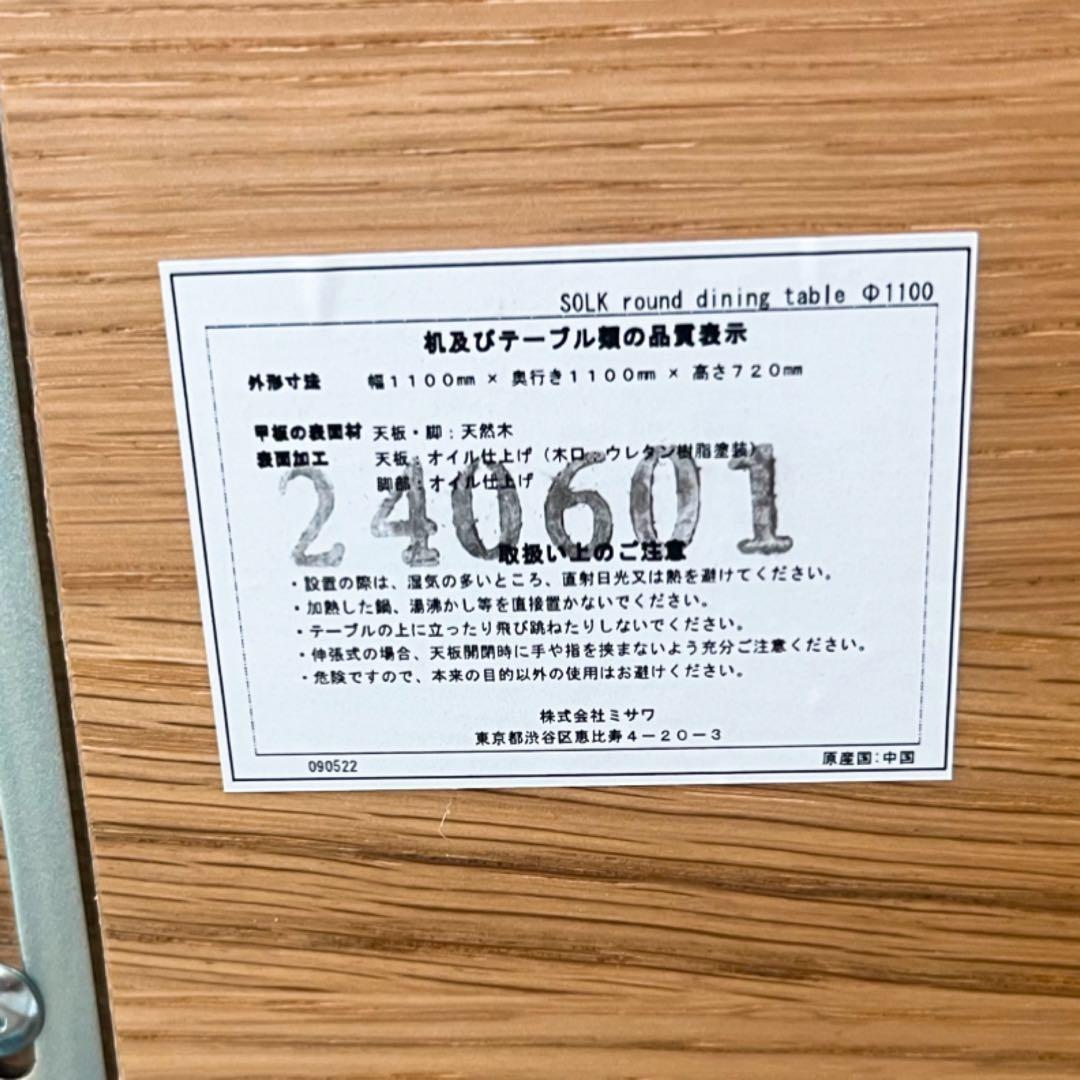 SOLK round dining table Φ1100
机及びテーブル類の品質表示
外形寸法 幅1100㎜ × 奥行き1100㎜ × 高さ720㎜
甲板の表面材 天板・脚：天然木
表面加工 天板：オイル仕上げ（木口：ウレタン樹脂塗装）
脚部：オイル仕上げ
240601
取扱い上のご注意
・設置の際は、湿気の多いところ、直射日光又は熱を避けてください。
・加熱した鍋、湯沸かし等を直接置かないでください。
・テーブルの上に立ったり飛び跳ねたりしないでください。
・伸張式の場合、天板開閉時に手や指を挟まないよう充分ご注意ください。
・危険ですので、本来の目的以外の使用はお避けください。
株式会社ミサワ
東京都渋谷区恵比寿4－20－3
090522 原産国：中国